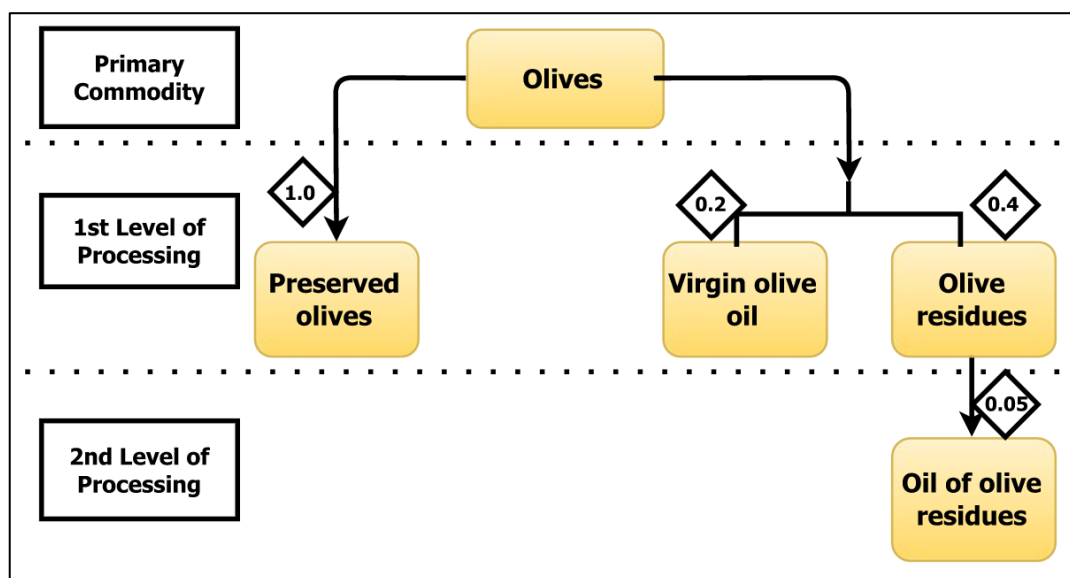 Primary
Commodity
Olives
1.0
0.2
0.4
1st Level of
Processing
Preserved
olives
Virgin olive
oil
Olive
residues
0.05
2nd Level of
Processing
Oil of olive
residues